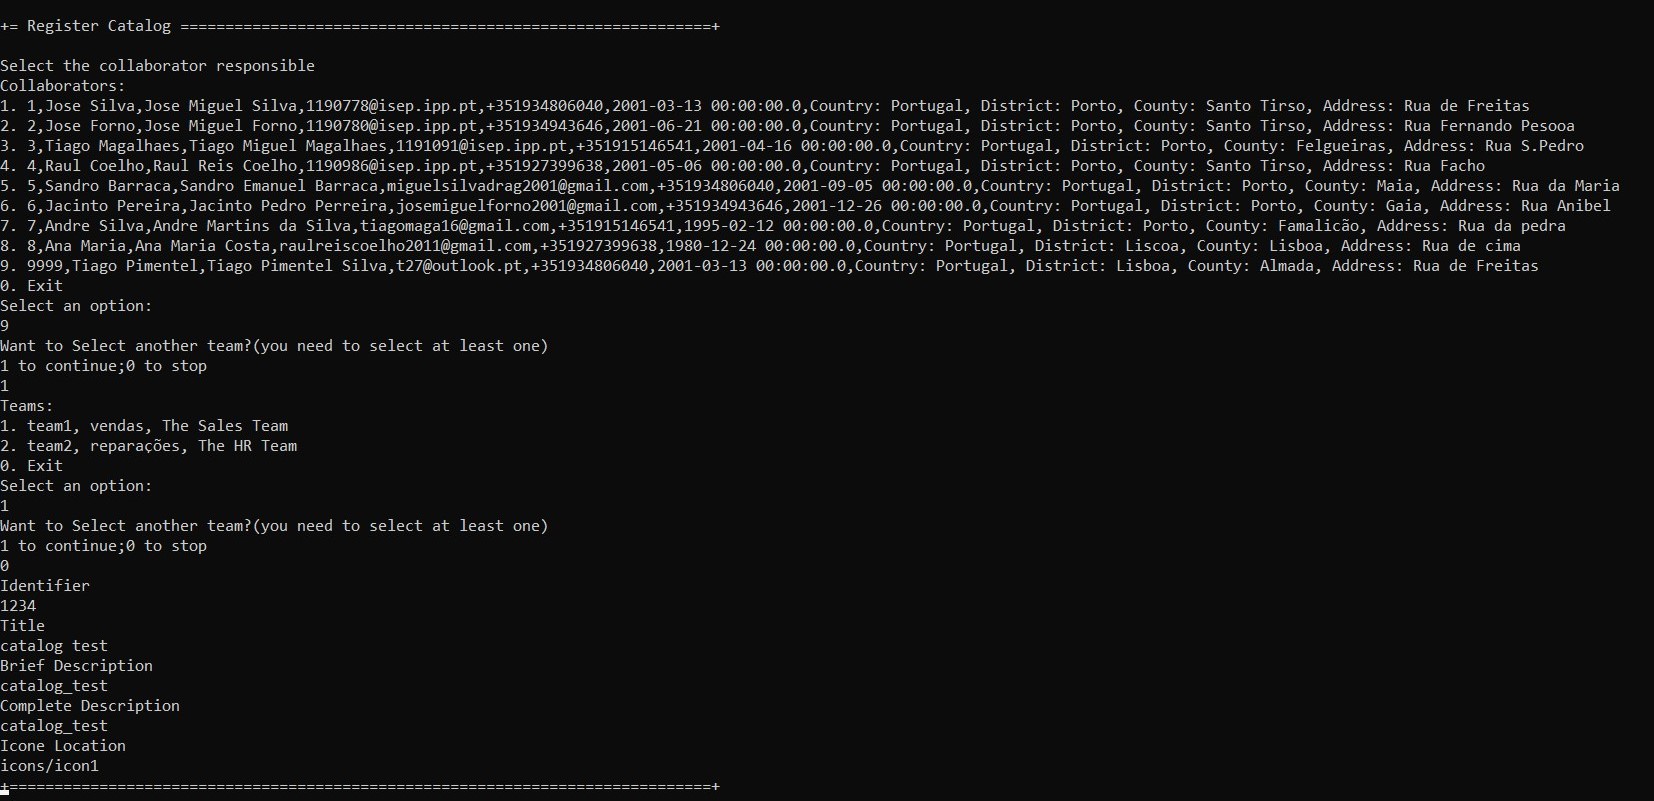 += Register Catalog ===========================================================+
Select the collaborator responsible
Collaborators:
1. 1,Jose Silva,Jose Miguel Silva,1190778@isep.ipp.pt,+351934806040,2001-03-13 00:00:00.0,Country: Portugal, District: Porto, County: Santo Tirso, Address: Rua de Freitas
2. 2,Jose Forno,Jose Miguel Forno,1190780@isep.ipp.pt,+351934943646,2001-06-21 00:00:00.0,Country: Portugal, District: Porto, County: Santo Tirso, Address: Rua Fernando Pesooa
3. 3,Tiago Magalhaes,Tiago Miguel Magalhaes,1191091@isep.ipp.pt,+351915146541,2001-04-16 00:00:00.0,Country: Portugal, District: Porto, County: Felgueiras, Address: Rua S.Pedro
4. 4,Raul Coelho,Raul Reis Coelho,1190986@isep.ipp.pt,+351927399638,2001-05-06 00:00:00.0,Country: Portugal, District: Porto, County: Santo Tirso, Address: Rua Facho
5. 5,Sandro Barraca,Sandro Emanuel Barraca,miguelsilvadrag2001@gmail.com,+351934806040,2001-09-05 00:00:00.0,Country: Portugal, District: Porto, County: Maia, Address: Rua da Maria
6. 6,Jacinto Pereira,Jacinto Pedro Perreira,josemiguelforno2001@gmail.com,+351934943646,2001-12-26 00:00:00.0,Country: Portugal, District: Porto, County: Gaia, Address: Rua Anibel
7. 7,Andre Silva,Andre Martins da Silva,tiagomaga16@gmail.com,+351915146541,1995-02-12 00:00:00.0,Country: Portugal, District: Porto, County: Famalicão, Address: Rua da pedra
8. 8,Ana Maria,Ana Maria Costa,raulreiscoelho2011@gmail.com,+351927399638,1980-12-24 00:00:00.0,Country: Portugal, District: Liscoa, County: Lisboa, Address: Rua de cima
9. 9999,Tiago Pimentel,Tiago Pimentel Silva,t27@outlook.pt,+351934806040,2001-03-13 00:00:00.0,Country: Portugal, District: Lisboa, County: Almada, Address: Rua de Freitas
0. Exit
Select an option:
9
Want to Select another team?(you need to select at least one)
1 to continue;0 to stop
1
Teams:
1. team1, vendas, The Sales Team
2. team2, reparações, The HR Team
0. Exit
Select an option:
1
Want to Select another team?(you need to select at least one)
1 to continue;0 to stop
0
Identifier
1234
Title
catalog test
Brief Description
catalog_test
Complete Description
catalog_test
Icone Location
icons/icon1
+==============================================================================+